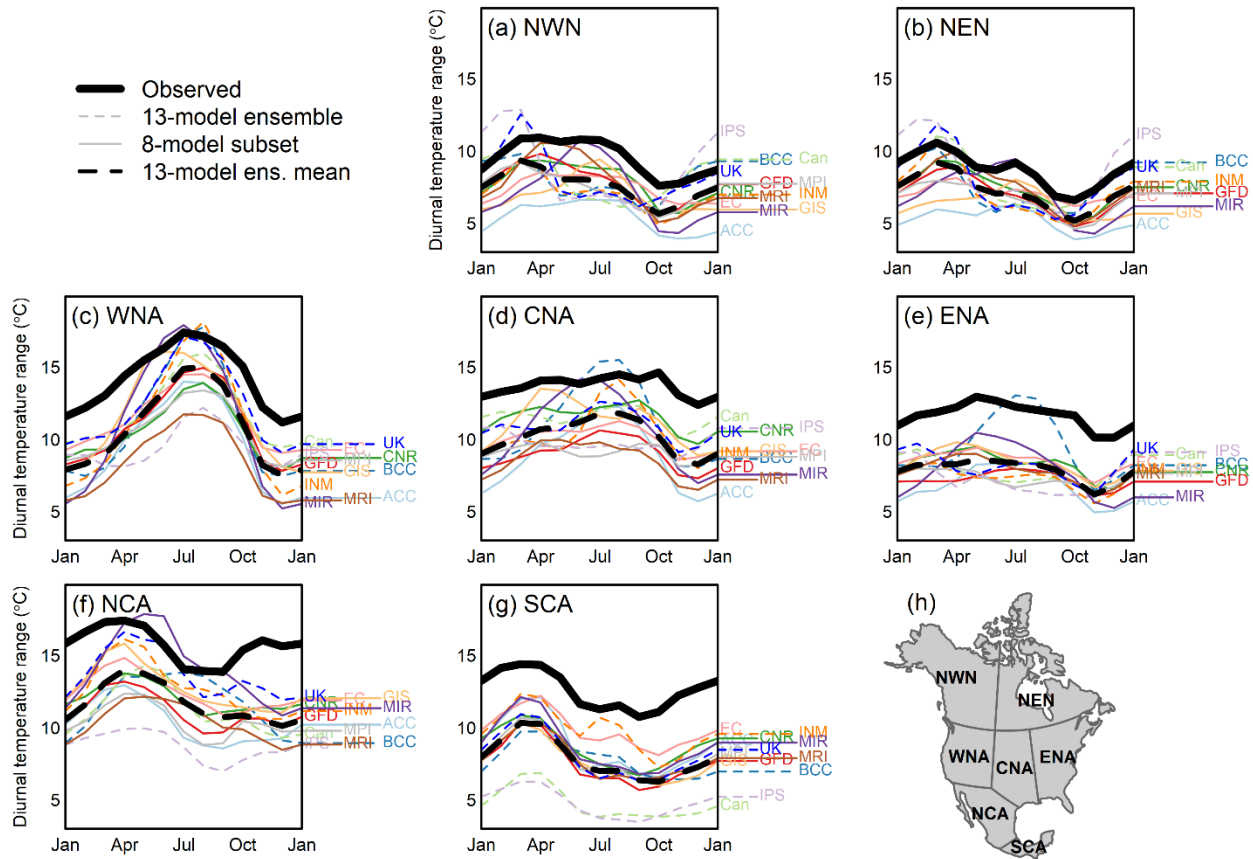 Observed
13-model ensemble
8-model subset
13-model ens. mean
(a) NWN
Diurnal temperature range (°C)
15
10
5
Jan Apr Jul Oct Jan
IPS
BCC Can
UK
GFD MPI
CNR
MRI INM
EC GIS
MIR
ACC
(b) NEN
15
10
5
Jan Apr Jul Oct Jan
IPS
UK BCC
Can
MRI INM
CNR
GFD
EC
MIR
GIS
ACC
(c) WNA
Diurnal temperature range (°C)
15
10
5
Jan Apr Jul Oct Jan
Can UK
EC
CNR
GFD
GIS BCC
INM
MIR MRI ACC
(d) CNA
15
10
5
Jan Apr Jul Oct Jan
Can
IPS
UK CNR
INM GIS EC
BCC MPI
GFD
MIR
MRI
ACC
(e) ENA
15
10
5
Jan Apr Jul Oct Jan
UK IPS
Can
EC BCC
INM CNR
MRI
GFD
MIR
ACC
(f) NCA
Diurnal temperature range (°C)
15
10
5
Jan Apr Jul Oct Jan
UK EC GIS
CNR MIR
INM
GFD
ACC
Can MPI
BCC
MRI
(g) SCA
15
10
5
Jan Apr Jul Oct Jan
EC INM
CNR
MIR
UK
GFD MRI
GIS
BCC
IPS
Can
(h)
NWN
NEN
WNA
CNA
ENA
NCA
SCA